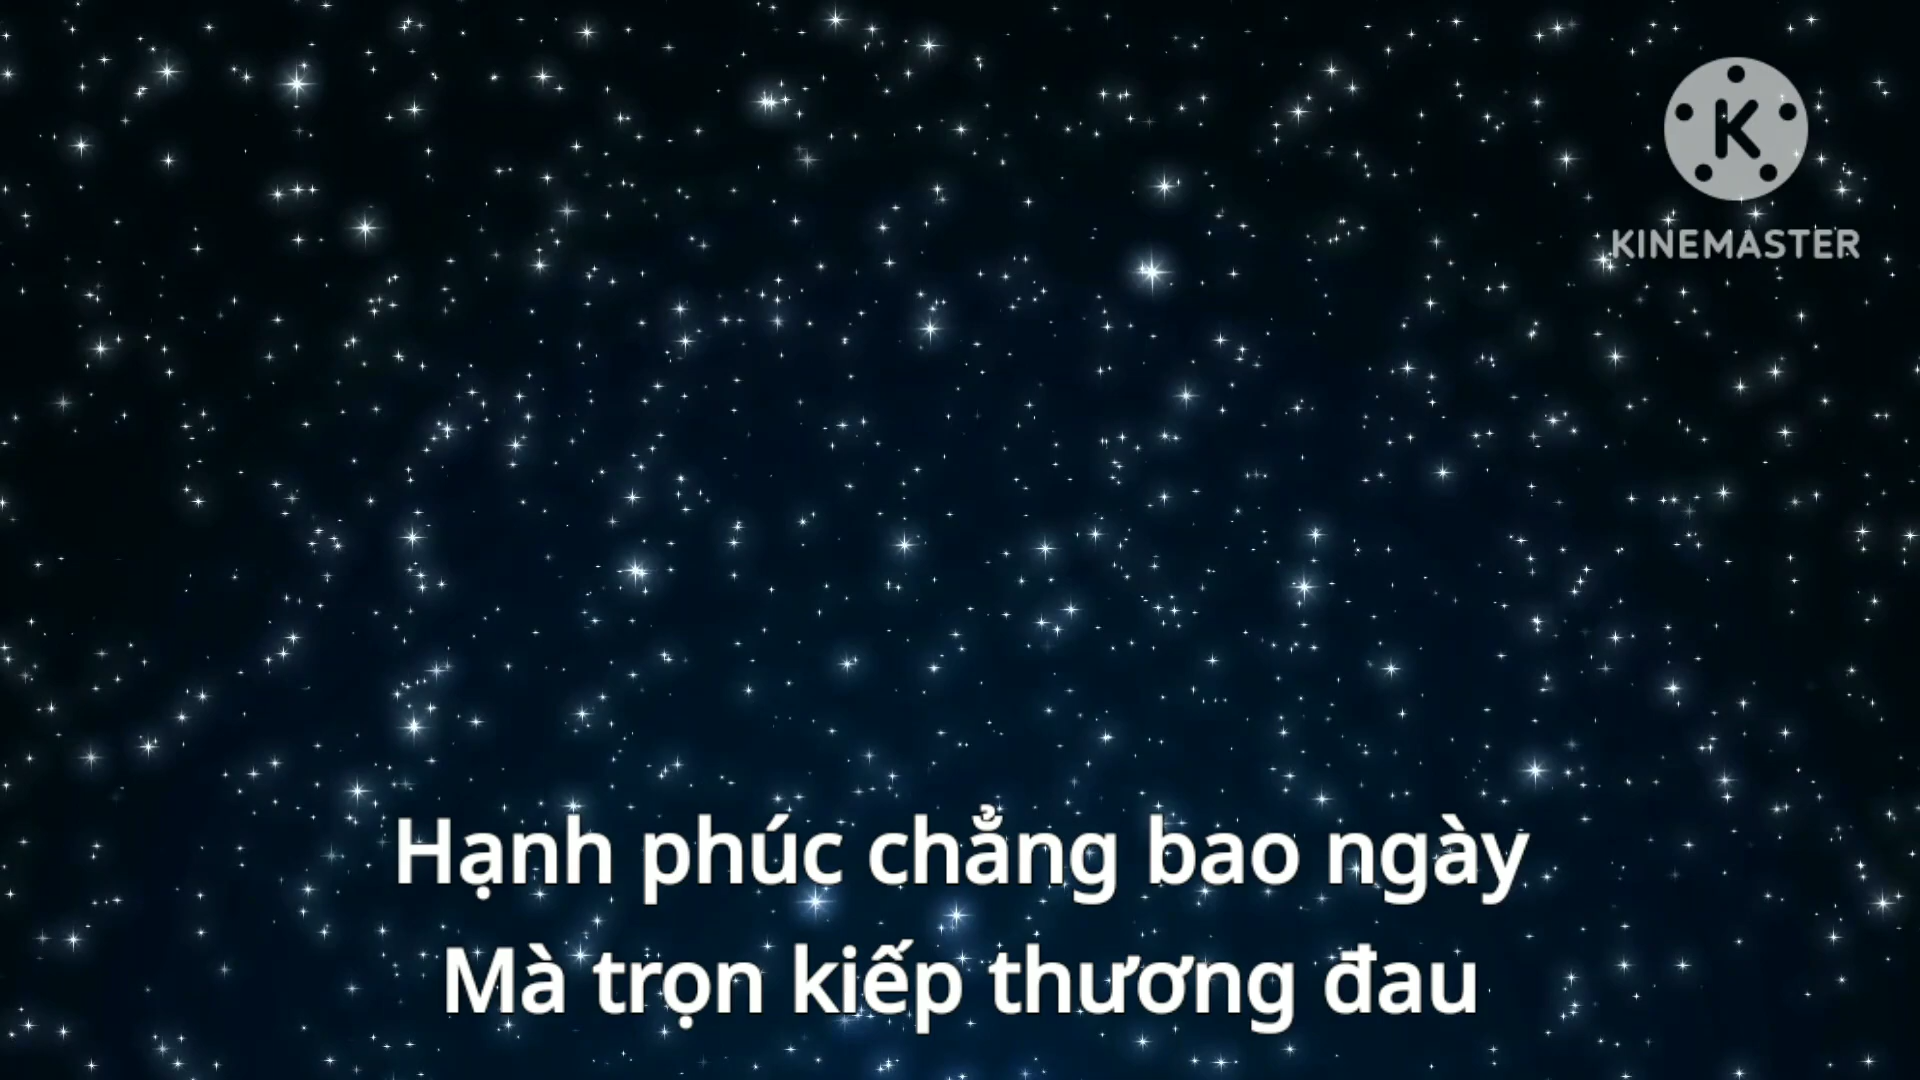 K
KINEMASTER
Hạnh phúc chẳng bao ngày
Mà trọn kiếp thương đau